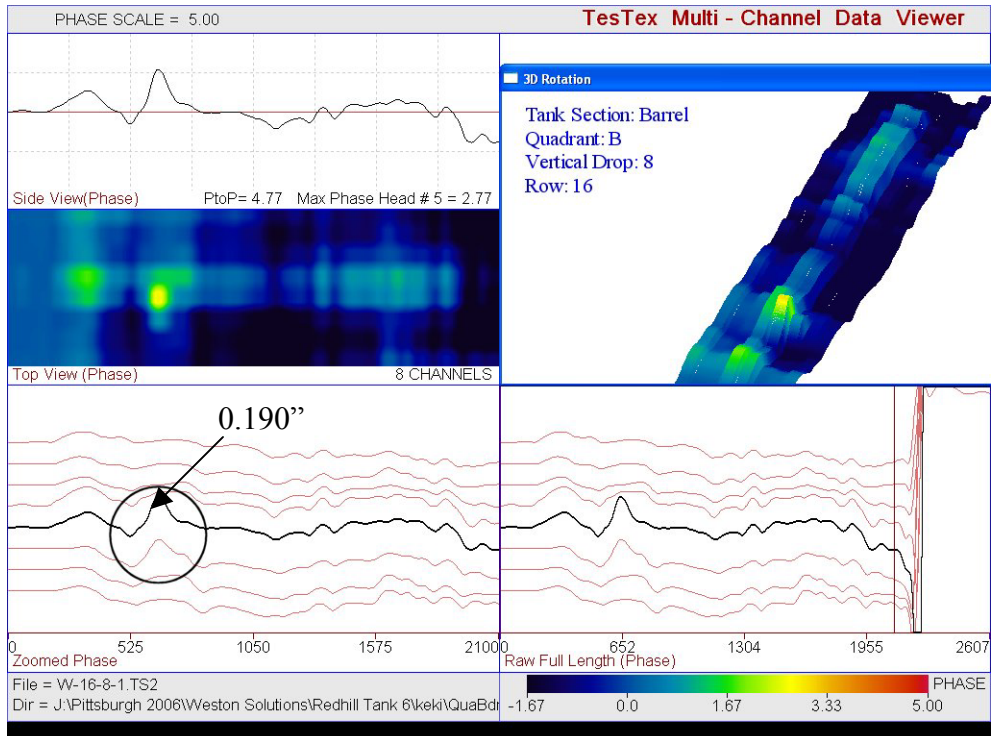 PHASE SCALE = 5.00
TesTex Multi - Channel Data Viewer
Side View(Phase) PtoP= 4.77 Max Phase Head # 5 = 2.77
3D Rotation
Tank Section: Barrel
Quadrant: B
Vertical Drop: 8
Row: 16
Top View (Phase) 8 CHANNELS
0.190”
0 525 1050 1575 21000
Zoomed Phase
652 1304 1955 2607
Raw Full Length (Phase)
File = W-16-8-1.TS2
Dir = J:\Pittsburgh 2006\Weston Solutions\Redhill Tank 6\keki\QuaBdr
PHASE
-1.67 0.0 1.67 3.33 5.00